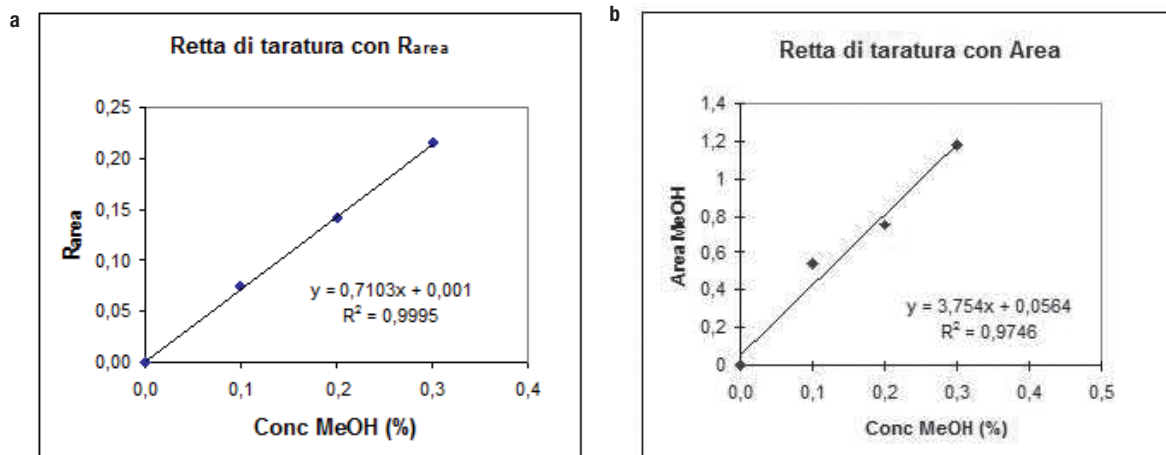 a
Retta di taratura con Rarea
0,25
0,20
0,15
0,10
0,05
0,00
Rarea
y = 0,7103x + 0,001
R² = 0,9995
0,0 0,1 0,2 0,3 0,4
Conc MeOH (%)
b
Retta di taratura con Area
1,4
1,2
1
0,8
0,6
0,4
0,2
0
Area MeOH
y = 3,754x + 0,0564
R² = 0,9746
0,0 0,1 0,2 0,3 0,4 0,5
Conc MeOH (%)